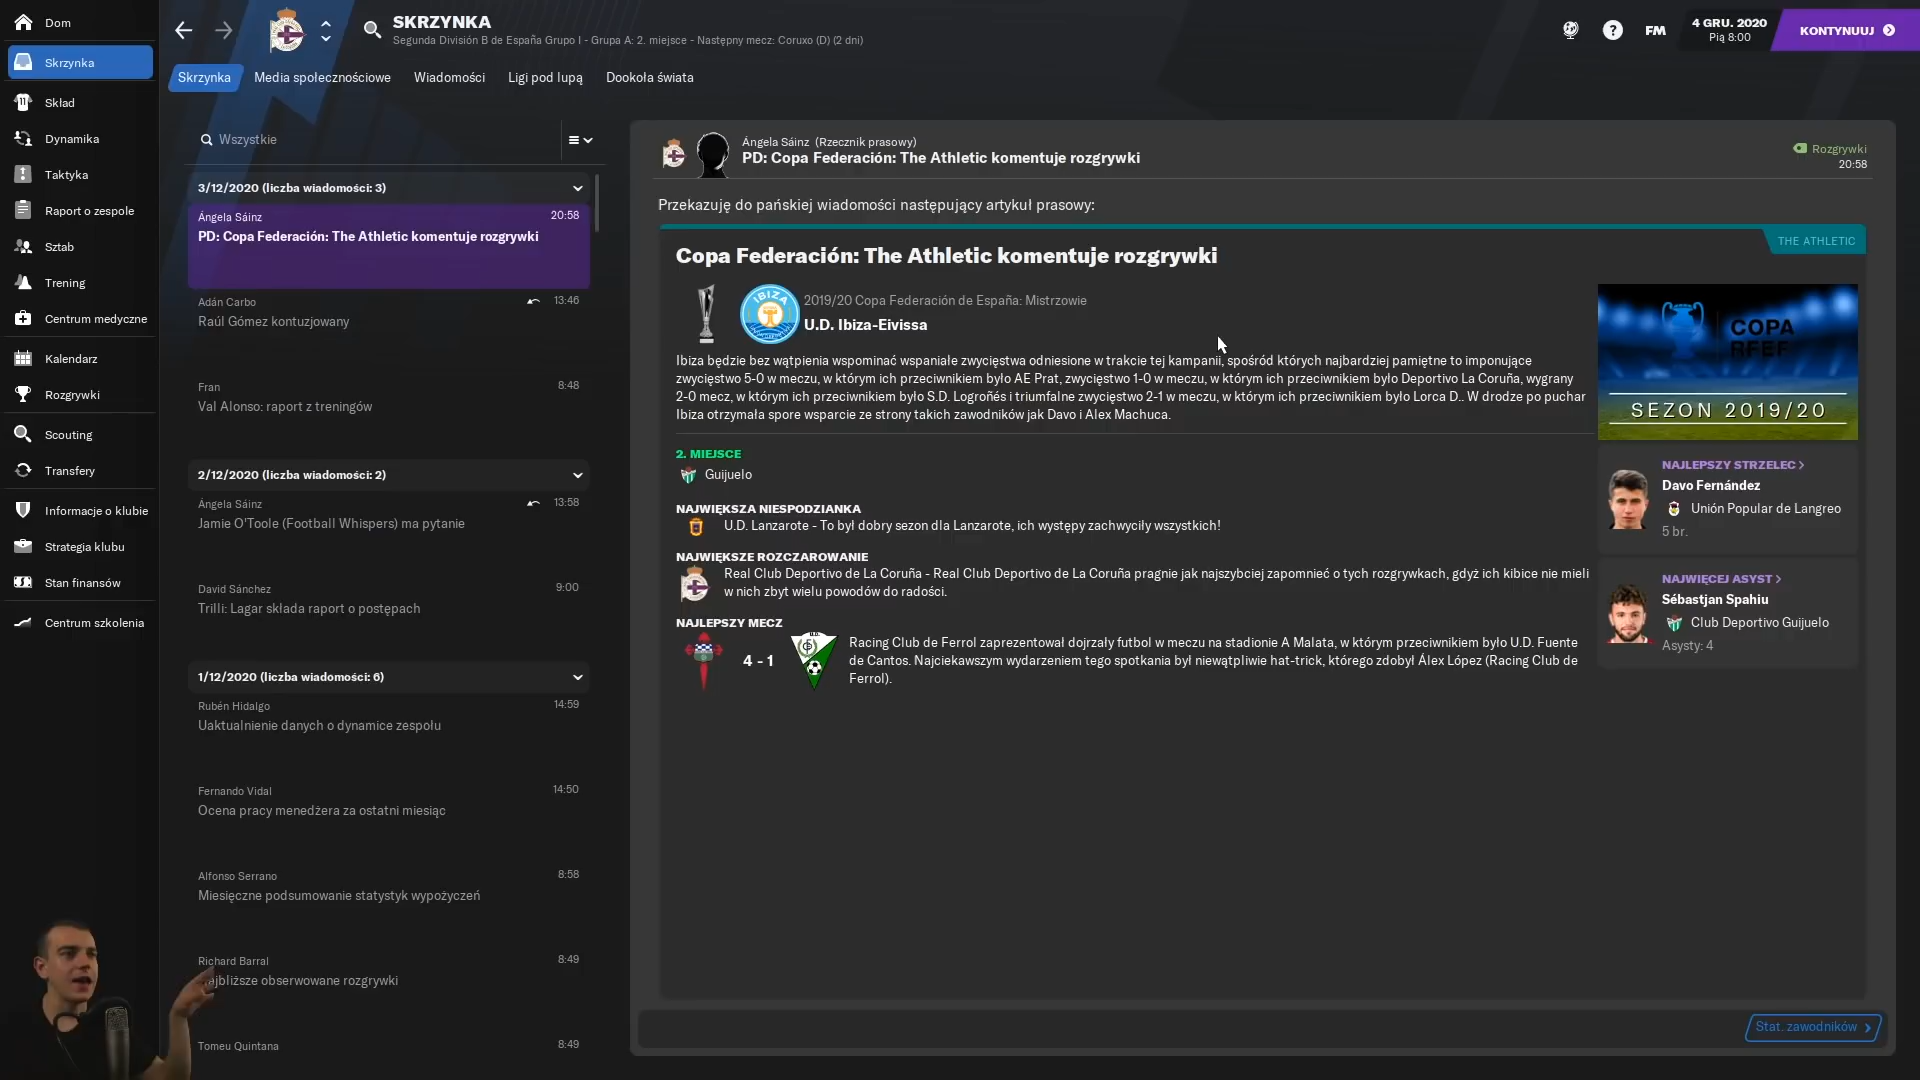 Dom
Skrzynka
Skład
Dynamika
Taktyka
Raport o zespole
Sztab
Trening
Centrum medyczne
Kalendarz
Rozgrywki
Scouting
Transfery
Informacje o klubie
Strategia klubu
Stan finansów
Centrum szkolenia
SKRZYNKA
Segunda División B de España Grupo I - Grupa A: 2. miejsce - Następny mecz: Coruxo (D) (2 dni)
FM
4 GRU. 2020
Pią 8:00
KONTYNUUJ
Skrzynka Media społecznościowe Wiadomości Ligi pod lupą Dookoła świata
Wszystkie
3/12/2020 (liczba wiadomości: 3)
Ángela Sáinz 20:58
PD: Copa Federación: The Athletic komentuje rozgrywki
Adán Carbo 13:46
Raúl Gómez kontuzjowany
Fran 8:48
Val Alonso: raport z treningów
2/12/2020 (liczba wiadomości: 2)
Ángela Sáinz 13:58
Jamie O'Toole (Football Whispers) ma pytanie
David Sánchez 9:00
Trilli: Lagar składa raport o postępach
1/12/2020 (liczba wiadomości: 6)
Rubén Hidalgo 14:59
Uaktualnienie danych o dynamice zespołu
Fernando Vidal 14:50
Ocena pracy menedżera za ostatni miesiąc
Alfonso Serrano 8:58
Miesięczne podsumowanie statystyk wypożyczeń
Richard Barral 8:49
ajbliższe obserwowane rozgrywki
Tomeu Quintana 8:49
Ángela Sáinz (Rzecznik prasowy)
PD: Copa Federación: The Athletic komentuje rozgrywki
Rozgrywki
20:58
Przekazuję do pańskiej wiadomości następujący artykuł prasowy:
THE ATHLETIC
Copa Federación: The Athletic komentuje rozgrywki
IBIZA
2019/20 Copa Federación de España: Mistrzowie
U.D. Ibiza-Eivissa
Ibiza będzie bez wątpienia wspominać wspaniałe zwycięstwa odniesione w trakcie tej kampanii, spośród których najbardziej pamiętne to imponujące
zwycięstwo 5-0 w meczu, w którym ich przeciwnikiem było AE Prat, zwycięstwo 1-0 w meczu, w którym ich przeciwnikiem było Deportivo La Coruña, wygrany
2-0 mecz, w którym ich przeciwnikiem było S.D. Logroñés i triumfalne zwycięstwo 2-1 w meczu, w którym ich przeciwnikiem było Lorca D.. W drodze po puchar
Ibiza otrzymała spore wsparcie ze strony takich zawodników jak Davo i Alex Machuca.
2. MIEJSCE
Guijuelo
NAJWIĘKSZA NIESPODZIANKA
U.D. Lanzarote - To był dobry sezon dla Lanzarote, ich występy zachwyciły wszystkich!
NAJWIĘKSZE ROZCZAROWANIE
Real Club Deportivo de La Coruña - Real Club Deportivo de La Coruña pragnie jak najszybciej zapomnieć o tych rozgrywkach, gdyż ich kibice nie mieli
w nich zbyt wielu powodów do radości.
NAJLEPSZY MECZ
4 - 1
Racing Club de Ferrol zaprezentował dojrzały futbol w meczu na stadionie A Malata, w którym przeciwnikiem było U.D. Fuente
de Cantos. Najciekawszym wydarzeniem tego spotkania był niewątpliwie hat-trick, którego zdobył Álex López (Racing Club de
Ferrol).
COPA
RFEF
SEZON 2019/20
NAJLEPSZY STRZELEC
Davo Fernández
Unión Popular de Langreo
5 br.
NAJWIĘCEJ ASYST
Sébastjan Spahiu
Club Deportivo Guijuelo
Asysty: 4
Stat. zawodników